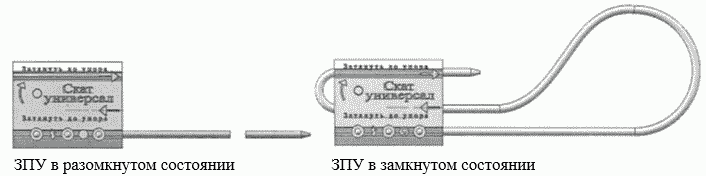 Затянуть до упора
Скат
универсал
Затянуть до упора
ЗПУ в разомкнутом состоянии
Затянуть до упора
Скат
универсал
Затянуть до упора
ЗПУ в замкнутом состоянии